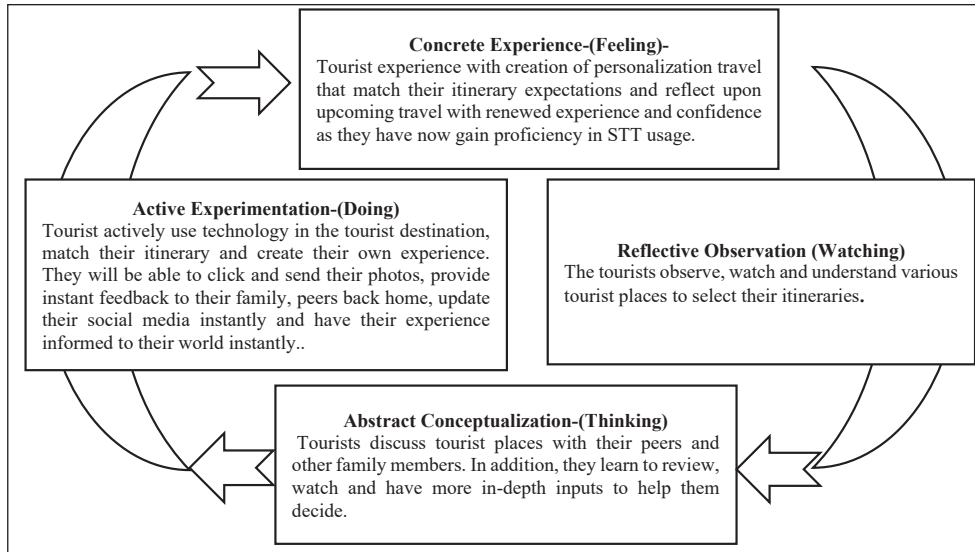 Concrete Experience-(Feeling)-
Tourist experience with creation of personalization travel
that match their itinerary expectations and reflect upon
upcoming travel with renewed experience and confidence
as they have now gain proficiency in STT usage.
Active Experimentation-(Doing)
Tourist actively use technology in the tourist destination,
match their itinerary and create their own experience.
They will be able to click and send their photos, provide
instant feedback to their family, peers back home, update
their social media instantly and have their experience
informed to their world instantly..
Reflective Observation (Watching)
The tourists observe, watch and understand various
tourist places to select their itineraries.
Abstract Conceptualization-(Thinking)
Tourists discuss tourist places with their peers and
other family members. In addition, they learn to review,
watch and have more in-depth inputs to help them
decide.